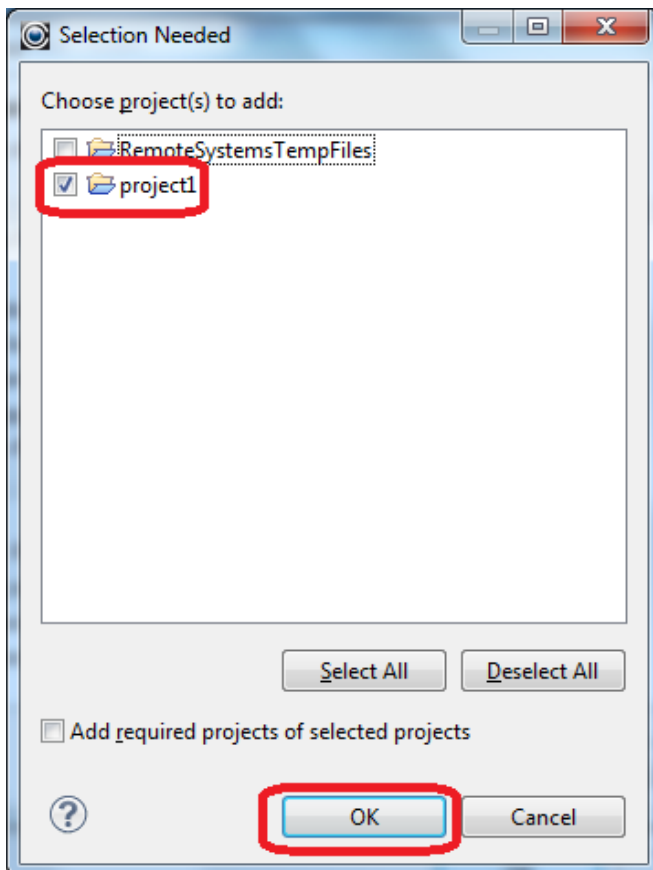 Selection Needed
Choose project(s) to add:
RemoteSystemsTempFiles
project1
Select All Deselect All
Add required projects of selected projects
? OK Cancel